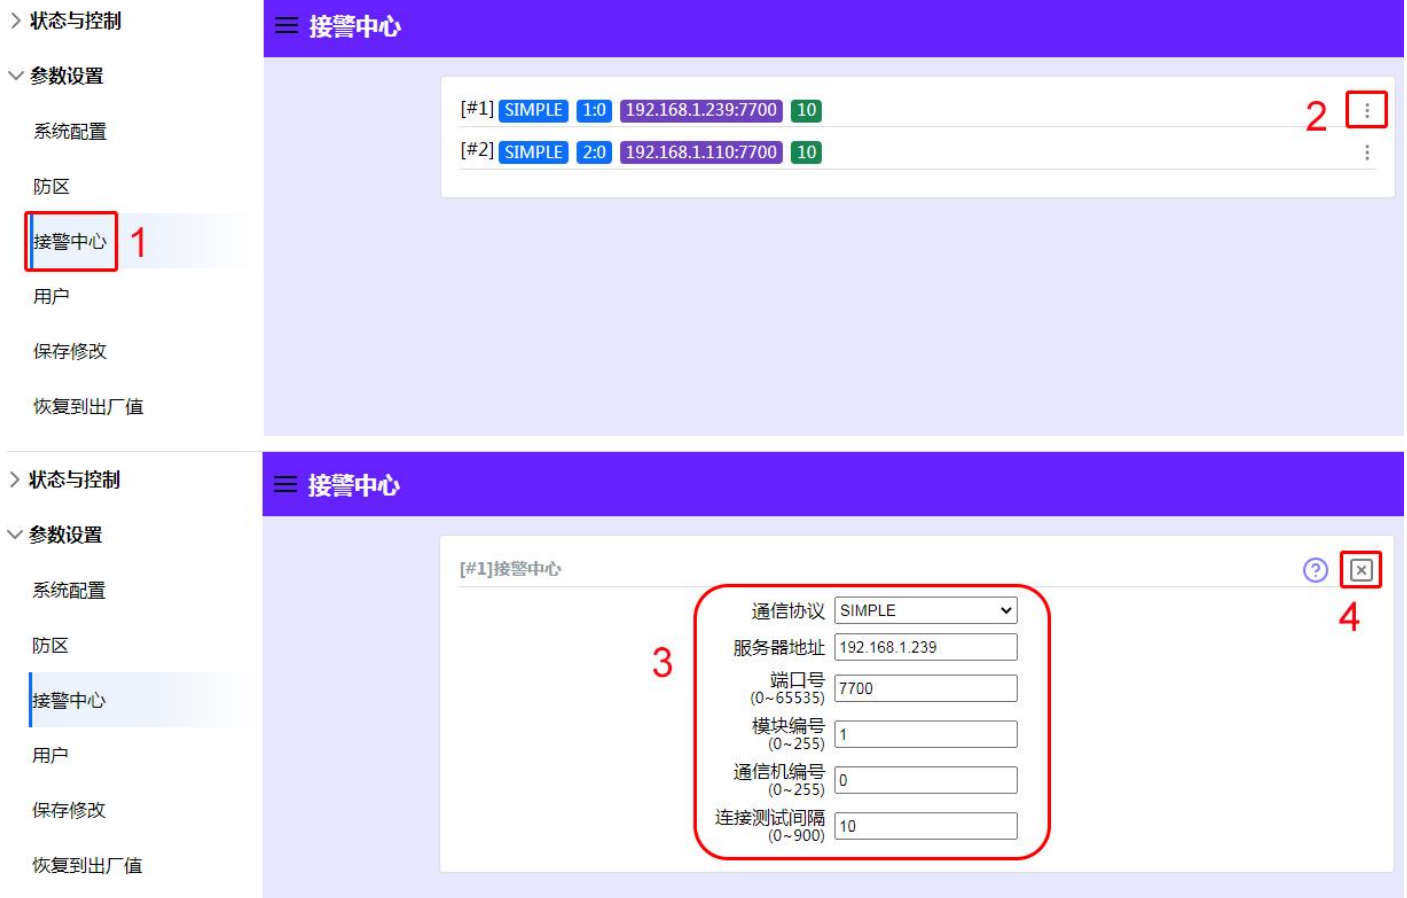 状态与控制
接警中心
参数设置
系统配置
防区
接警中心
1
用户
保存修改
恢复到出厂值
[#1] SIMPLE 1:0 192.168.1.239:7700 10
2
[#2] SIMPLE 2:0 192.168.1.110:7700 10
状态与控制
接警中心
参数设置
系统配置
防区
接警中心
用户
保存修改
恢复到出厂值
[#1]接警中心
4
3
通信协议 SIMPLE
服务器地址 192.168.1.239
端口号 7700
(0~65535)
模块编号 1
(0~255)
通信机编号 0
(0~255)
连接测试间隔 10
(0~900)